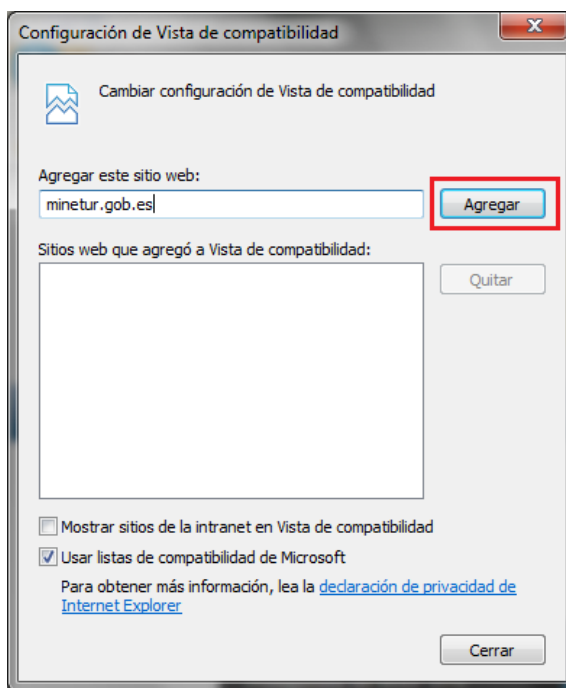 Configuración de Vista de compatibilidad
Cambiar configuración de Vista de compatibilidad
Agregar este sitio web:
minetur.gob.es
Agregar
Sitios web que agregó a Vista de compatibilidad:
Quitar
Mostrar sitios de la intranet en Vista de compatibilidad
Usar listas de compatibilidad de Microsoft
Para obtener más información, lea la declaración de privacidad de
Internet Explorer
Cerrar